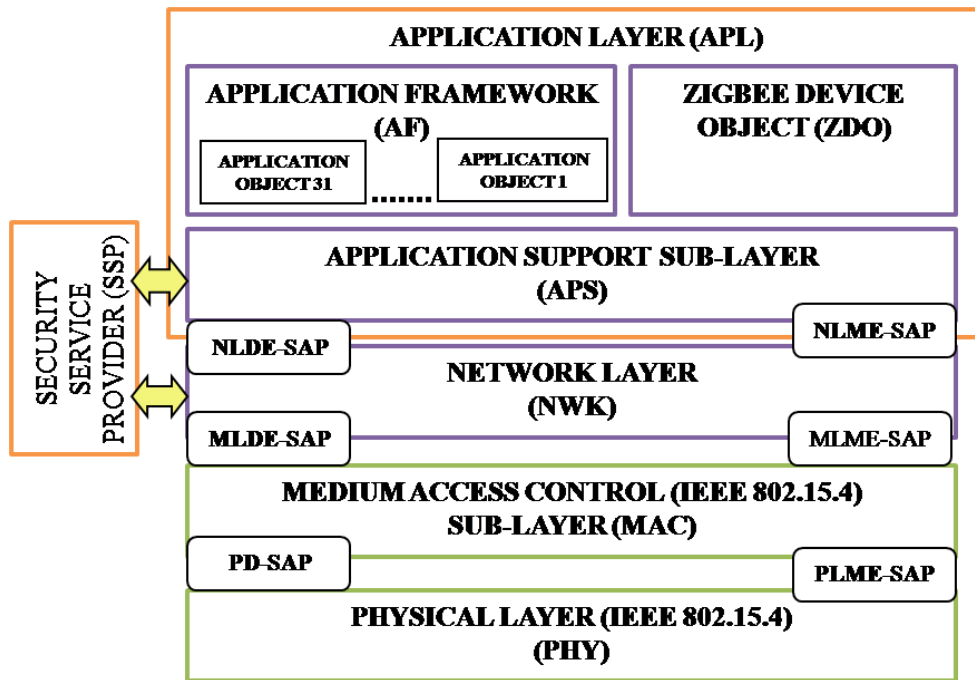 APPLICATION LAYER (APL)
APPLICATION FRAMEWORK
(AF)
APPLICATION
OBJECT 31
.......
APPLICATION
OBJECT 1
ZIGBEE DEVICE
OBJECT (ZDO)
SECURITY
SERVICE
PROVIDER (SSP)
APPLICATION SUPPORT SUB-LAYER
(APS)
NLDE-SAP
NLME-SAP
NETWORK LAYER
(NWK)
MLDE-SAP
MLME-SAP
MEDIUM ACCESS CONTROL (IEEE 802.15.4)
SUB-LAYER (MAC)
PD-SAP
PLME-SAP
PHYSICAL LAYER (IEEE 802.15.4)
(PHY)